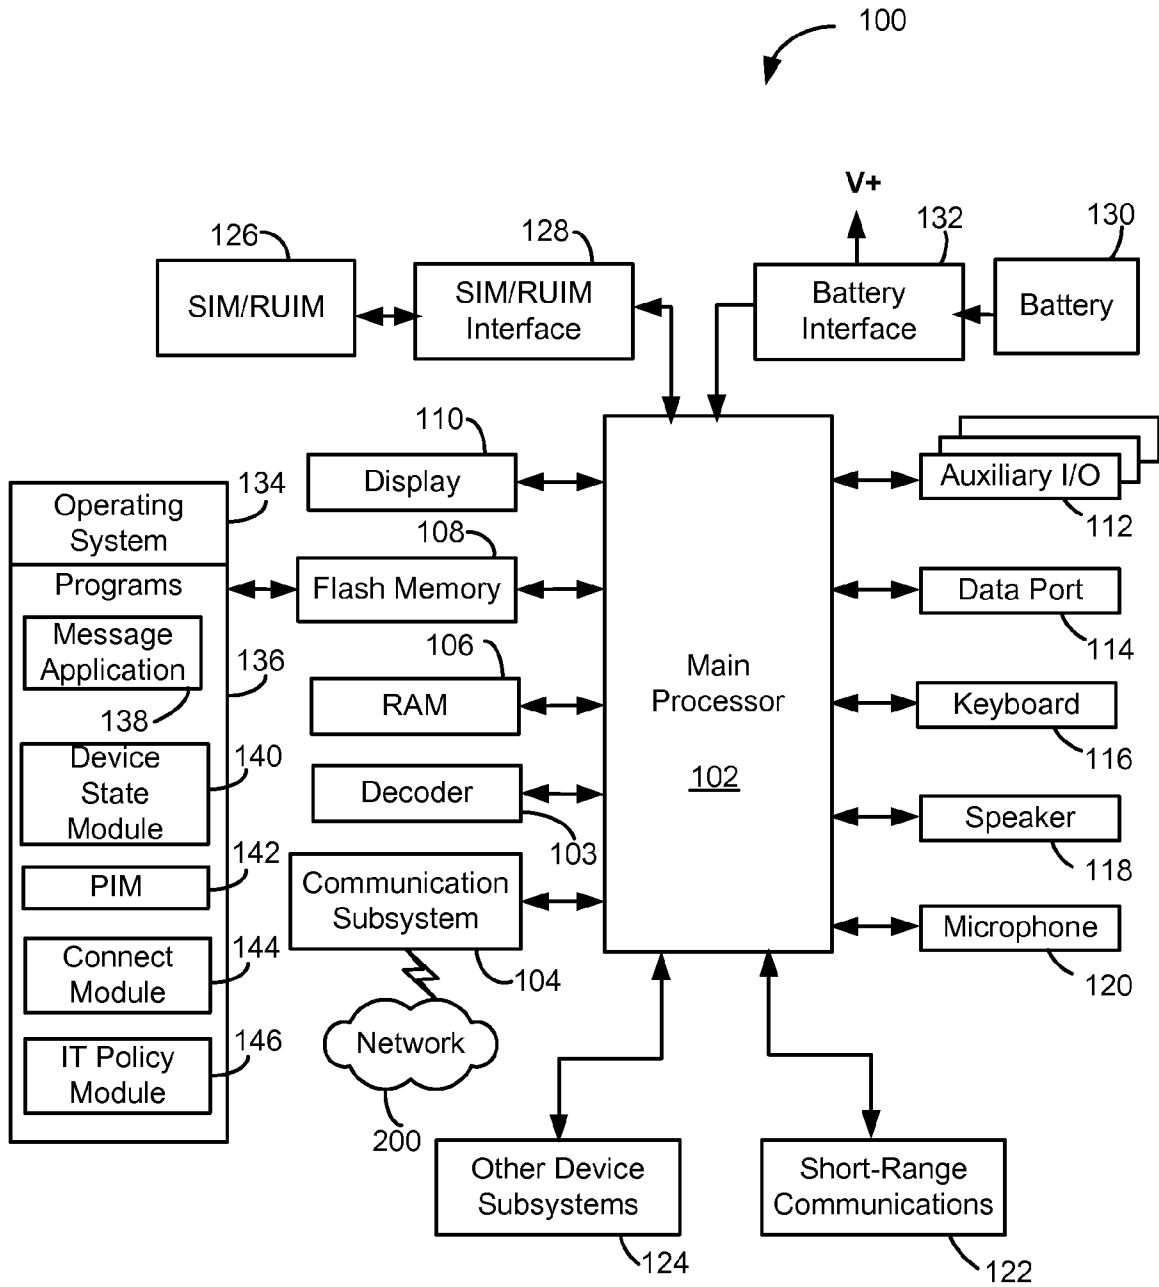 100
V+
126
128
132
130
SIM/RUIM
SIM/RUIM
Interface
Battery
Interface
Battery
110
Display
Auxiliary I/O
112
Operating
System
134
108
Flash Memory
Data Port
114
Programs
Message
Application
138
136
106
RAM
Main
Processor
102
Keyboard
116
Device
State
Module
140
Decoder
103
Speaker
118
PIM
142
Communication
Subsystem
104
Microphone
120
Connect
Module
144
Network
200
IT Policy
Module
146
Other Device
Subsystems
124
Short-Range
Communications
122